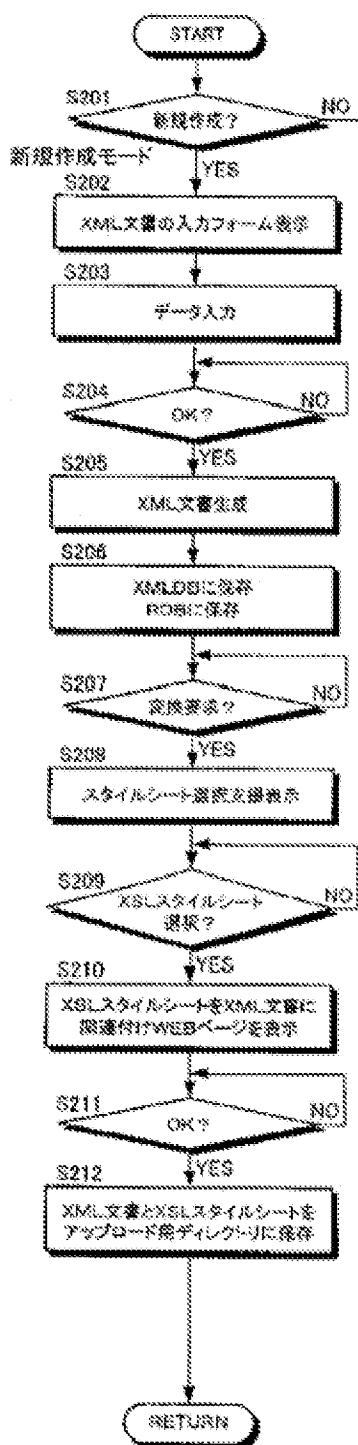 START
S201
新規作成?
NO
新規作成モード
YES
S202
XML文書の入力フォーム表示
S203
データ入力
S204
OK?
NO
YES
S205
XML文書生成
S206
XMLDBに保存
RDBに保存
S207
変換要求?
NO
YES
S208
スタイルシート選択支援表示
S209
XSLスタイルシート
選択?
NO
YES
S210
XSLスタイルシートをXML文書に
関連付けWEBページを表示
S211
OK?
NO
YES
S212
XML文書とXSLスタイルシートを
アップロード用ディレクトリに保存
RETURN